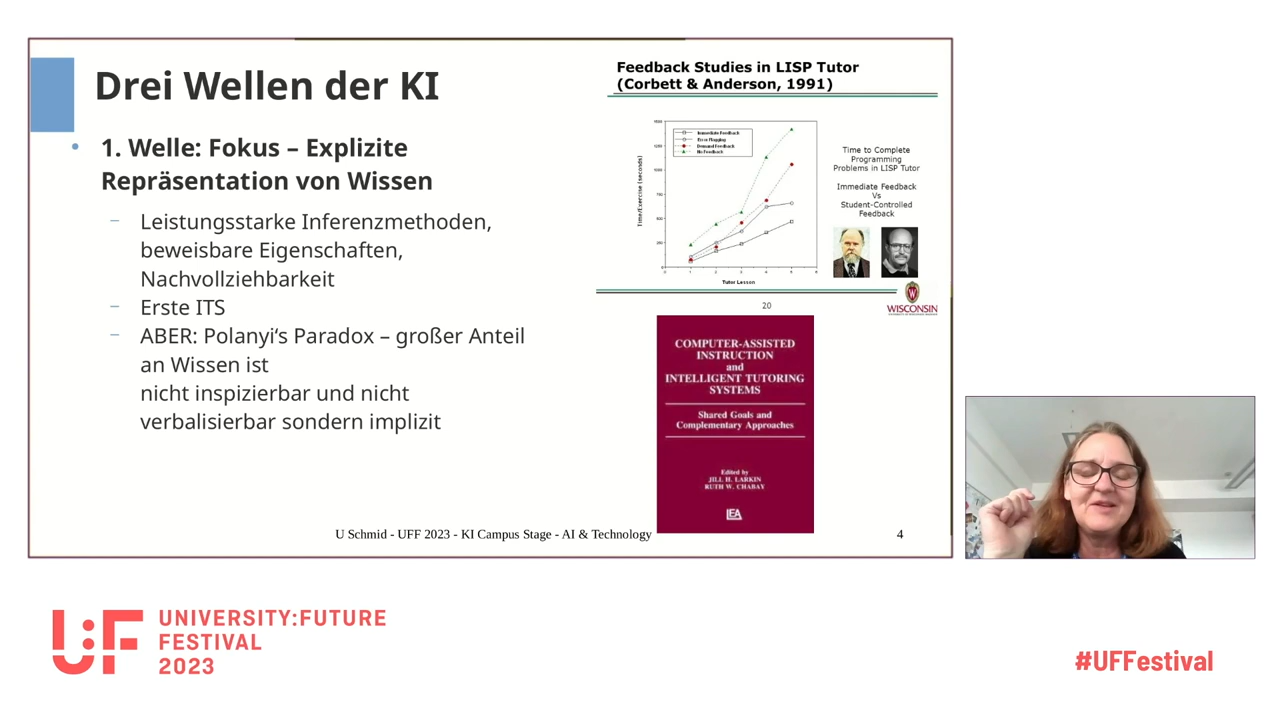 Drei Wellen der KI
1. Welle: Fokus – Explizite
Repräsentation von Wissen
Leistungsstarke Inferenzmethoden,
beweisbare Eigenschaften,
Nachvollziehbarkeit
Erste ITS
ABER: Polanyi‘s Paradox – großer Anteil
an Wissen ist
nicht inspizierbar und nicht
verbalisierbar sondern implizit
Feedback Studies in LISP Tutor
(Corbett & Anderson, 1991)
Immediate Feedback
Error Flagging
Demand Feedback
No Feedback
Time/Exercise (seconds)
Tutor Lesson
Time to Complete
Programming
Problems in LISP Tutor
Immediate Feedback
Vs
Student-Controlled
Feedback
WISCONSIN
20
COMPUTER-ASSISTED
INSTRUCTION
and
INTELLIGENT TUTORING
SYSTEMS
Shared Goals and
Complementary Approaches
Edited by
JILL H. LARKIN
RUTH W. CHABAY
LEA
U Schmid - UFF 2023 - KI Campus Stage - AI & Technology
4
U:F
UNIVERSITY:FUTURE
FESTIVAL
2023
#UFFestival